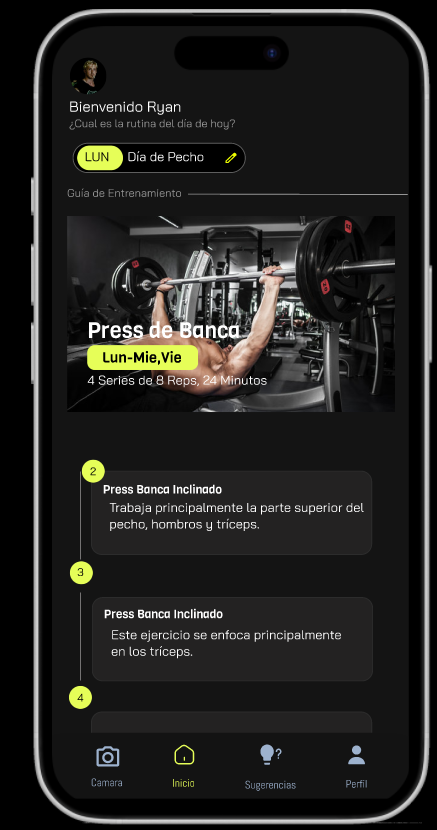 Bienvenido Ryan
¿Cual es la rutina del día de hoy?
LUN Día de Pecho
Guía de Entrenamiento
Press de Banca
Lun-Mie,Vie
4 Series de 8 Reps, 24 Minutos
2
Press Banca Inclinado
Trabaja principalmente la parte superior del
pecho, hombros y tríceps.
3
Press Banca Inclinado
Este ejercicio se enfoca principalmente
en los tríceps.
4
Camara Inicio Sugerencias Perfil